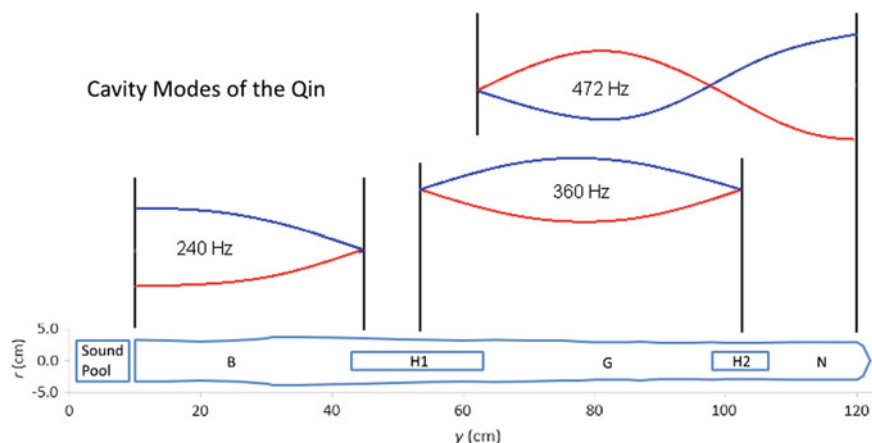 Cavity Modes of the Qin
472 Hz
360 Hz
240 Hz
5.0
0.0
-5.0
r (cm)
Sound
Pool
B
H1
G
H2
N
0
20
40
60
80
100
120
y (cm)